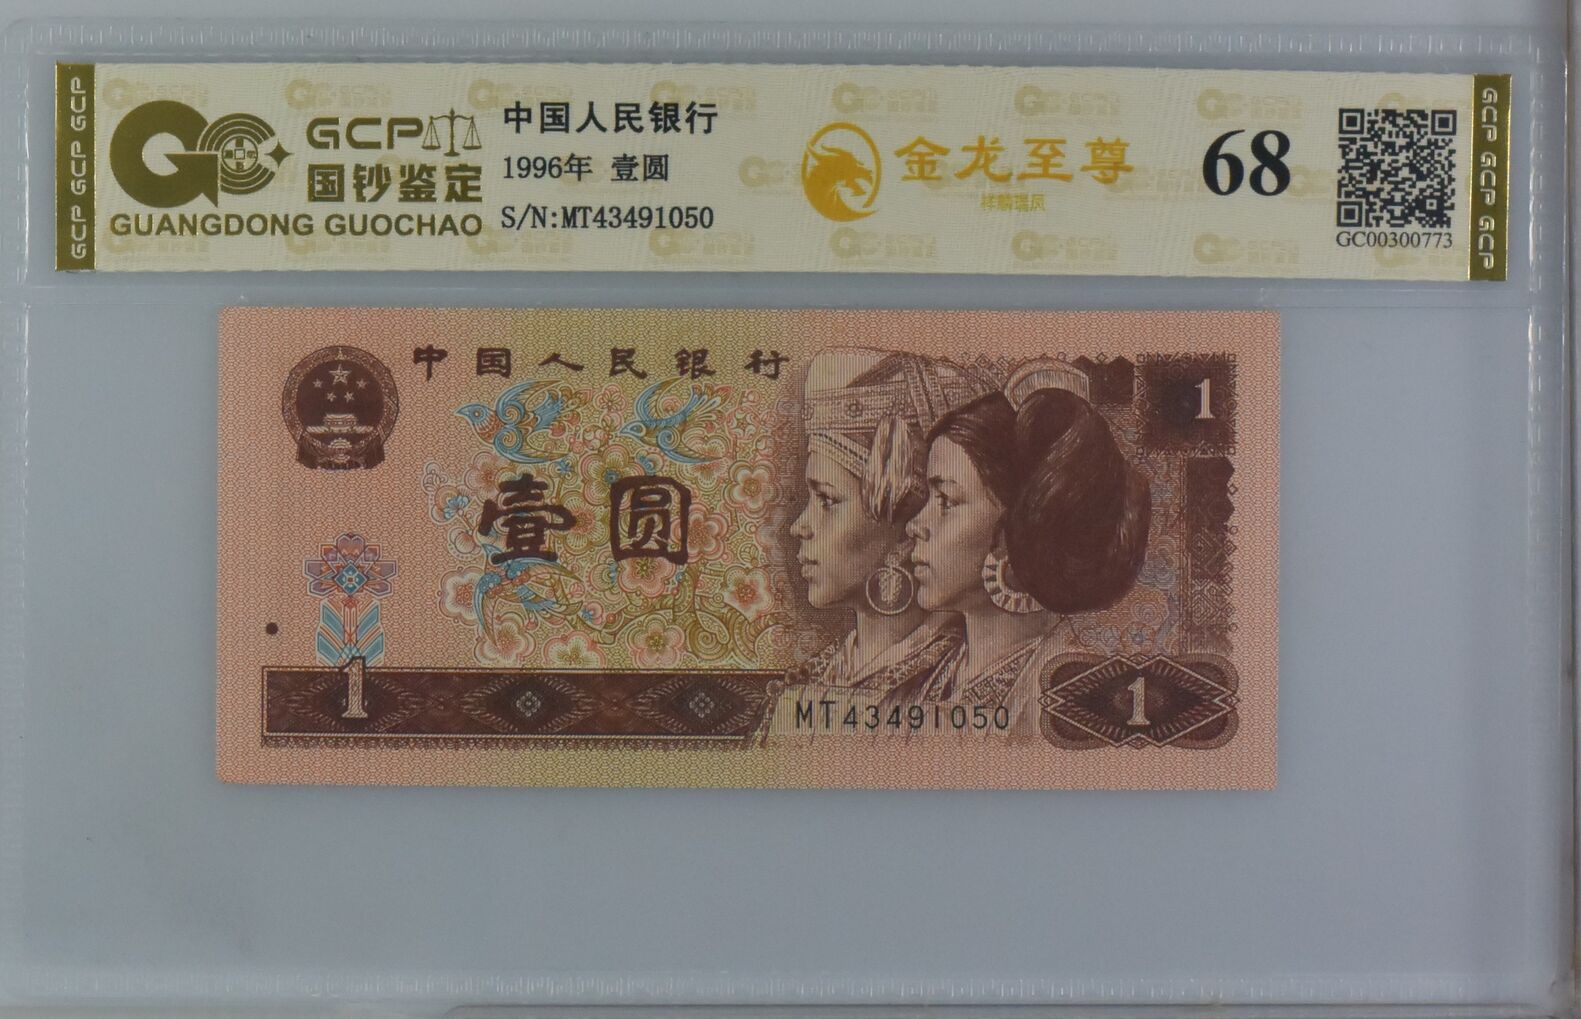 GCP GCP GCP
GCP
国钞鉴定
GUANGDONG GUOCHAO
中国人民银行
1996年 壹圆
S/N:MT43491050
金龙至尊
祥麟瑞凤
68
GC00300773
GCP GCP GCP
中国人民银行
1
壹圆
1
MT43491050
1